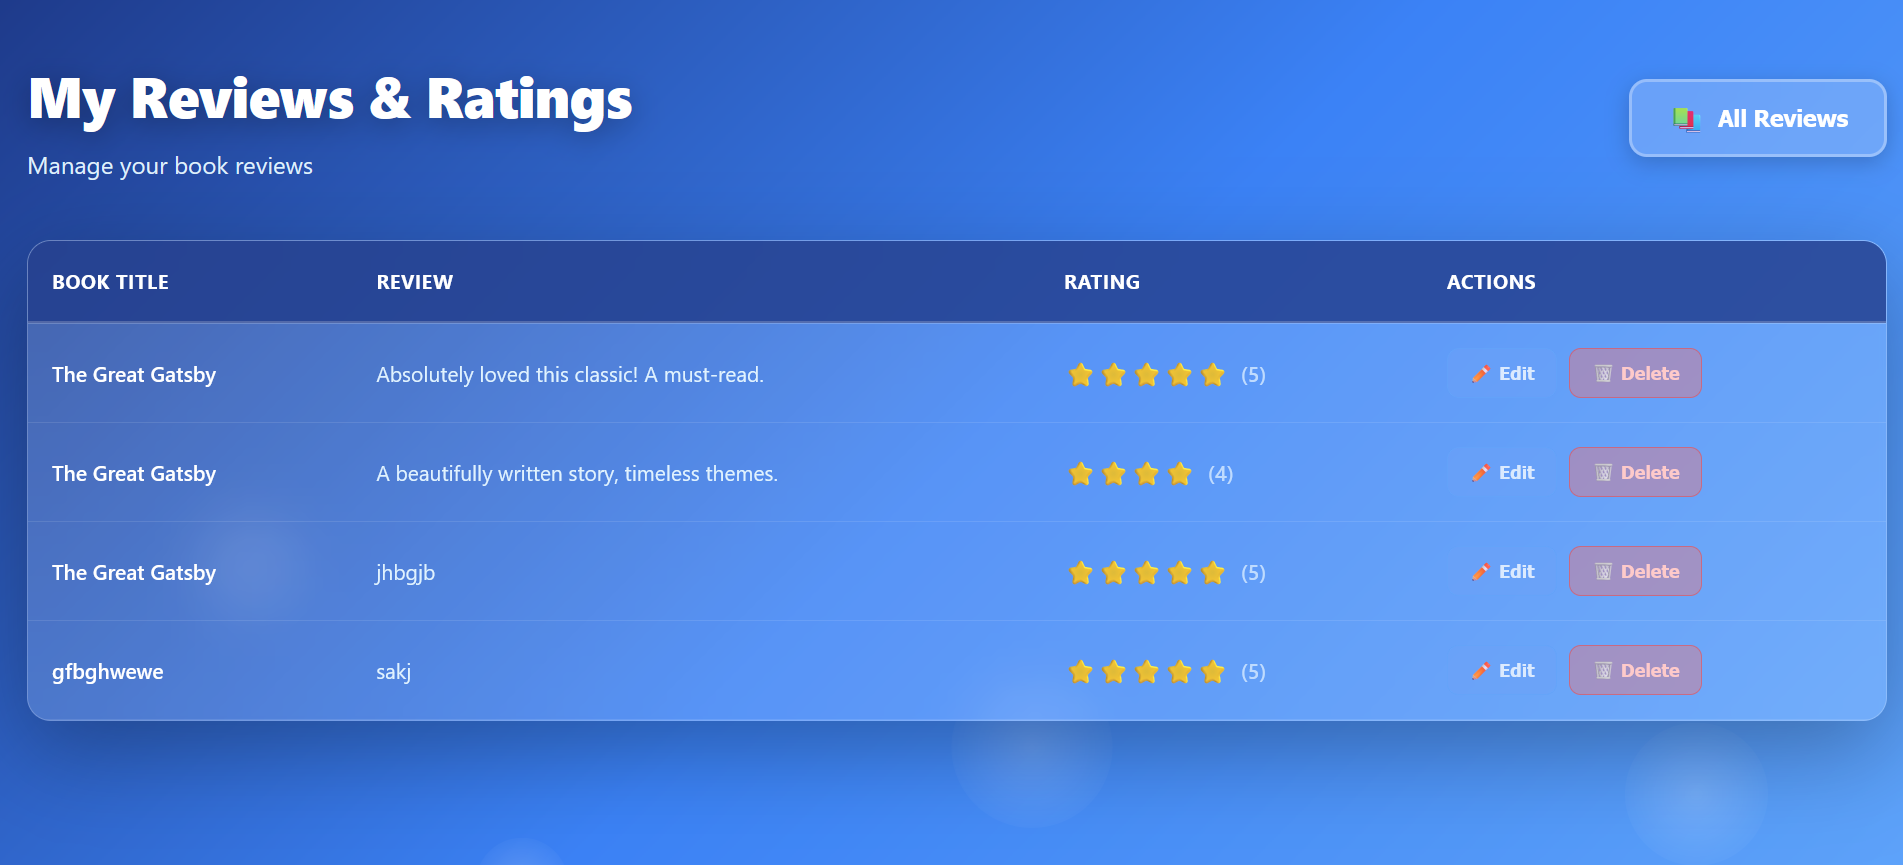 My Reviews & Ratings
Manage your book reviews
All Reviews
BOOK TITLE REVIEW RATING ACTIONS
The Great Gatsby Absolutely loved this classic! A must-read. (5) Edit Delete
The Great Gatsby A beautifully written story, timeless themes. (4) Edit Delete
The Great Gatsby jhbgjb (5) Edit Delete
gfbghwewe sakj (5) Edit Delete